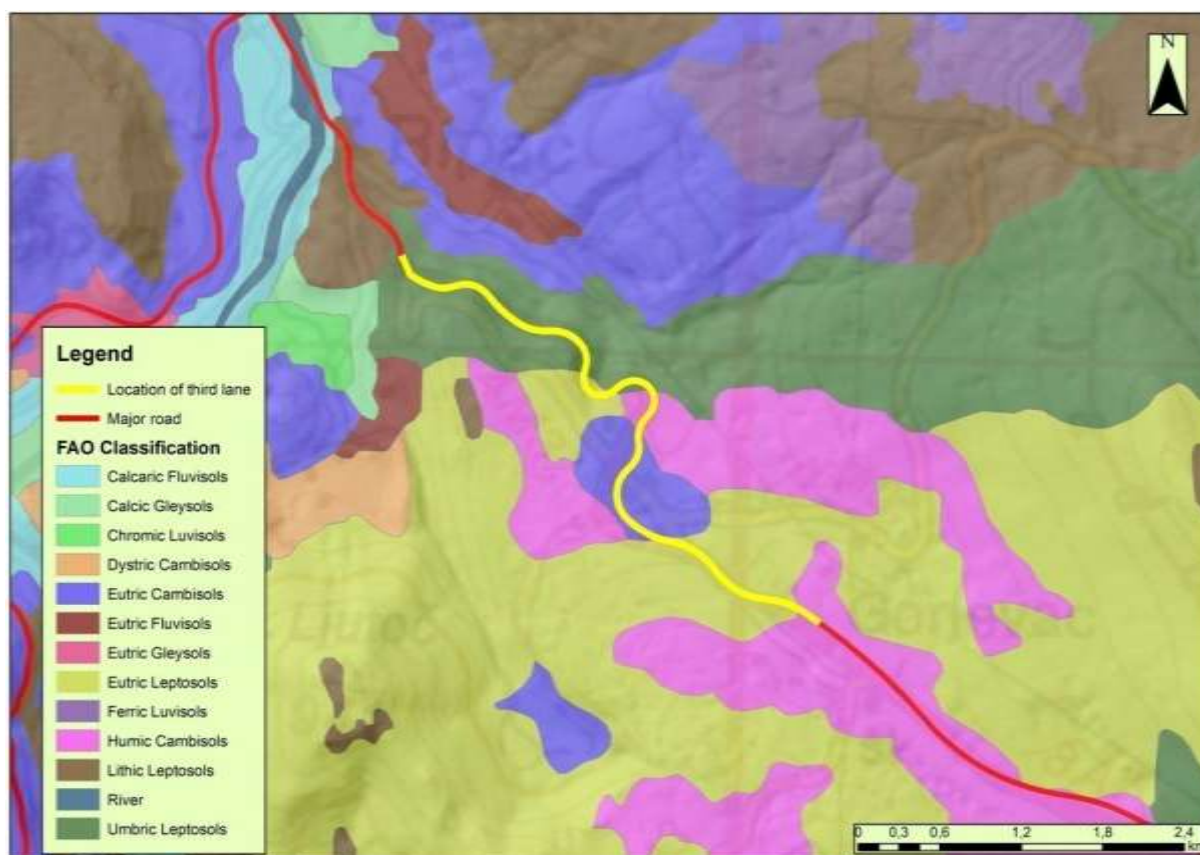 N
Legend
Location of third lane
Major road
FAO Classification
Calcaric Fluvisols
Calcic Gleysols
Chromic Luvisols
Dystric Cambisols
Eutric Cambisols
Eutric Fluvisols
Eutric Gleysols
Eutric Leptosols
Ferric Luvisols
Humic Cambisols
Lithic Leptosols
River
Umbric Leptosols
0 0,3 0,6 1,2 1,8 2,4